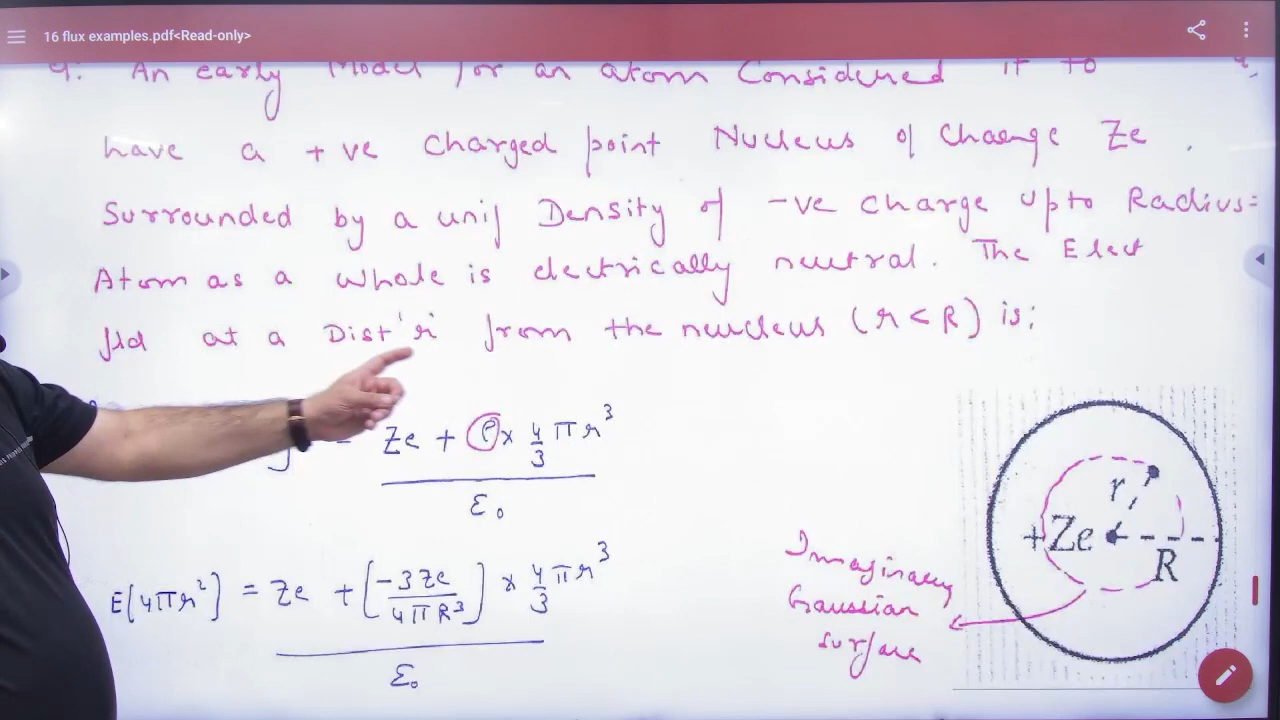 16 flux examples.pdf<Read-only>
9. An early Model for an atom Considered it to
have a +ve Charged point Nucleus of Chaenge Ze .
Surrounded by a unif Density of -ve charge upto Radius=
Atom as a whole is electrically neutral. The Elect
fld at a Dist 'r' from the neucleus (r < R) is;
= Ze + ρ × 4/3 πr³
ε₀
E[4πr²] = Ze + [-3Ze/4πR³] × 4/3 πr³
ε₀
r
+Ze
R
Imaginary
Gaussian
surface